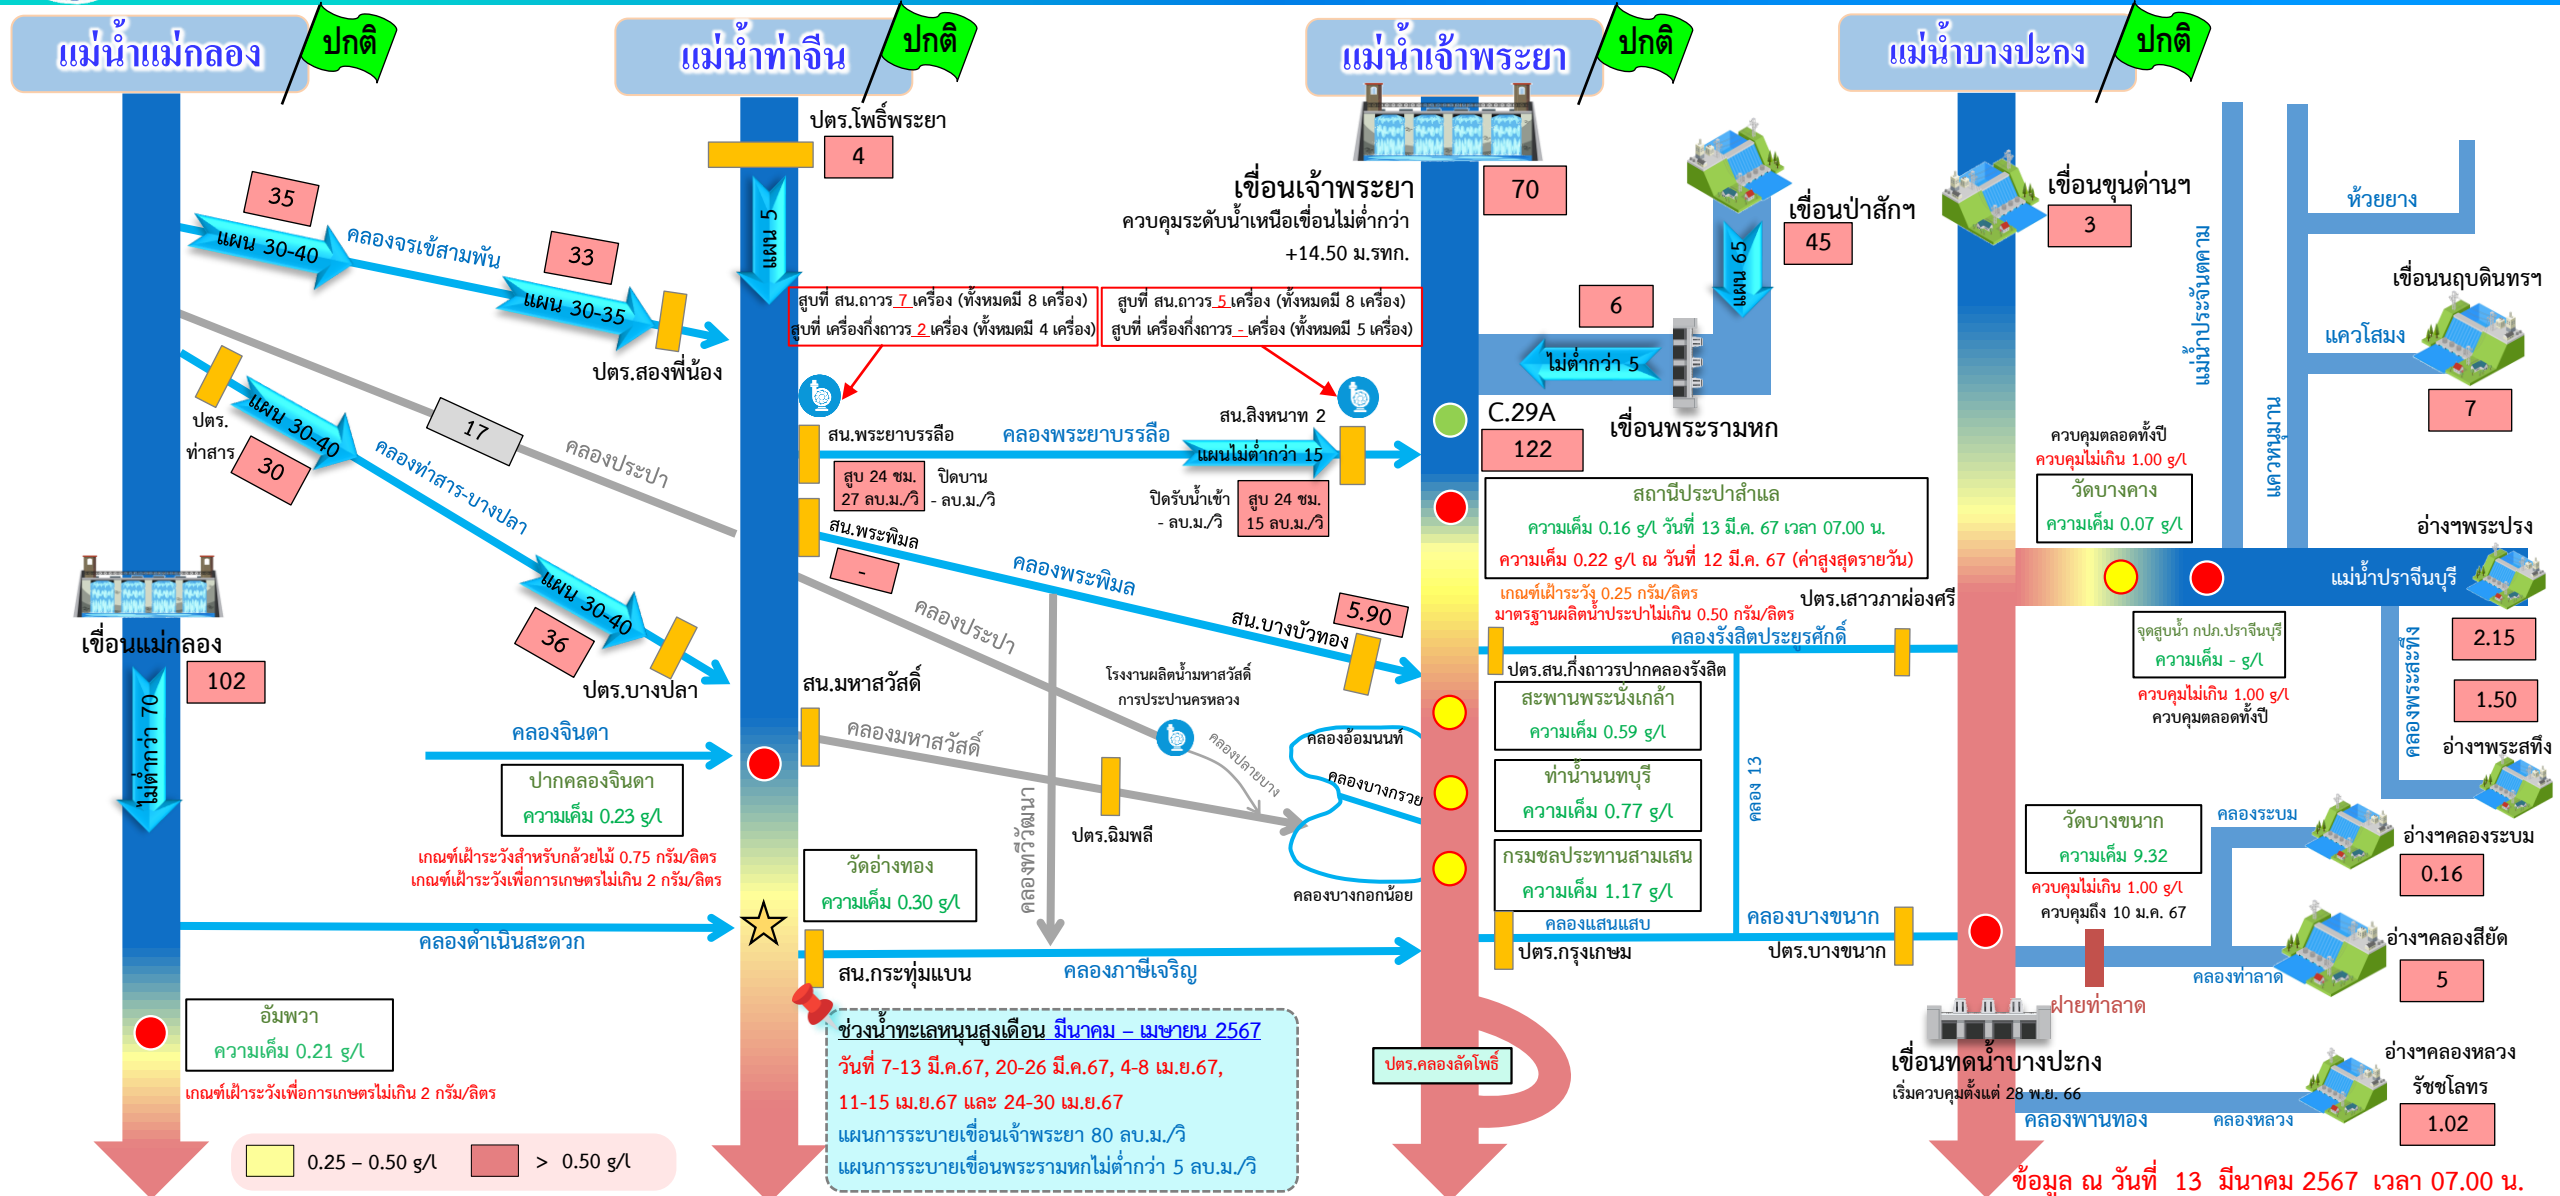 แม่น้ำแม่กลอง
ปกติ
แม่น้ำท่าจีน
ปกติ
แม่น้ำเจ้าพระยา
ปกติ
แม่น้ำบางปะกง
ปกติ
35
แผน 30-40
คลองจรเข้สามพัน
33
แผน 30-35
ปตร.สองพี่น้อง
ปตร.
ท่าสาร
แผน 30-40
30
คลองท่าสาร-บางปลา
17
คลองประปา
แผน 30-40
36
ปตร.บางปลา
เขื่อนแม่กลอง
102
ไม่ต่ำกว่า 70
คลองจินดา
ปากคลองจินดา
ความเค็ม 0.23 g/l
เกณฑ์เฝ้าระวังสำหรับกล้วยไม้ 0.75 กรัม/ลิตร
เกณฑ์เฝ้าระวังเพื่อการเกษตรไม่เกิน 2 กรัม/ลิตร
คลองดำเนินสะดวก
อัมพวา
ความเค็ม 0.21 g/l
เกณฑ์เฝ้าระวังเพื่อการเกษตรไม่เกิน 2 กรัม/ลิตร
0.25 – 0.50 g/l
> 0.50 g/l
ปตร.โพธิ์พระยา
4
แผน 5
สูบที่ สน.ถาวร 7 เครื่อง (ทั้งหมดมี 8 เครื่อง)
สูบที่ เครื่องกึ่งถาวร 2 เครื่อง (ทั้งหมดมี 4 เครื่อง)
สูบที่ สน.ถาวร 5 เครื่อง (ทั้งหมดมี 8 เครื่อง)
สูบที่ เครื่องกึ่งถาวร - เครื่อง (ทั้งหมดมี 5 เครื่อง)
สน.พระยาบรรลือ
คลองพระยาบรรลือ
สน.สิงหนาท 2
แผนไม่ต่ำกว่า 15
สูบ 24 ชม.
27 ลบ.ม./วิ
ปิดบาน
- ลบ.ม./วิ
ปิดรับน้ำเข้า
- ลบ.ม./วิ
สูบ 24 ชม.
15 ลบ.ม./วิ
สน.พระพิมล
-
คลองพระพิมล
คลองประปา
สน.บางบัวทอง
5.90
สน.มหาสวัสดิ์
คลองมหาสวัสดิ์
โรงงานผลิตน้ำมหาสวัสดิ์
การประปานครหลวง
คลองปลายบาง
คลองทวีวัฒนา
ปตร.ฉิมพลี
คลองอ้อมนนท์
คลองบางกรวย
คลองบางกอกน้อย
วัดอ่างทอง
ความเค็ม 0.30 g/l
สน.กระทุ่มแบน
คลองภาษีเจริญ
ช่วงน้ำทะเลหนุนสูงเดือน มีนาคม – เมษายน 2567
วันที่ 7-13 มี.ค.67, 20-26 มี.ค.67, 4-8 เม.ย.67,
11-15 เม.ย.67 และ 24-30 เม.ย.67
แผนการระบายเขื่อนเจ้าพระยา 80 ลบ.ม./วิ
แผนการระบายเขื่อนพระรามหกไม่ต่ำกว่า 5 ลบ.ม./วิ
เขื่อนเจ้าพระยา
70
ควบคุมระดับน้ำเหนือเขื่อนไม่ต่ำกว่า
+14.50 ม.รทก.
เขื่อนป่าสักฯ
45
แผน 65
6
ไม่ต่ำกว่า 5
เขื่อนพระรามหก
C.29A
122
สถานีประปาสำแล
ความเค็ม 0.16 g/l วันที่ 13 มี.ค. 67 เวลา 07.00 น.
ความเค็ม 0.22 g/l ณ วันที่ 12 มี.ค. 67 (ค่าสูงสุดรายวัน)
เกณฑ์เฝ้าระวัง 0.25 กรัม/ลิตร
มาตรฐานผลิตน้ำประปาไม่เกิน 0.50 กรัม/ลิตร
ปตร.เสาวภาผ่องศรี
คลองรังสิตประยูรศักดิ์
ปตร.สน.กึ่งถาวรปากคลองรังสิต
สะพานพระนั่งเกล้า
ความเค็ม 0.59 g/l
ท่าน้ำนนทบุรี
ความเค็ม 0.77 g/l
กรมชลประทานสามเสน
ความเค็ม 1.17 g/l
คลอง 13
คลองแสนแสบ
คลองบางขนาก
ปตร.กรุงเกษม
ปตร.บางขนาก
ปตร.คลองลัดโพธิ์
เขื่อนขุนด่านฯ
3
แม่น้ำประจันตคาม
แควหนุมาน
ห้วยยาง
เขื่อนนฤบดินทรฯ
แควโสมง
7
ควบคุมตลอดทั้งปี
ควบคุมไม่เกิน 1.00 g/l
วัดบางคาง
ความเค็ม 0.07 g/l
อ่างฯพระปรง
แม่น้ำปราจีนบุรี
2.15
จุดสูบน้ำ กปภ.ปราจีนบุรี
ความเค็ม - g/l
ควบคุมไม่เกิน 1.00 g/l
ควบคุมตลอดทั้งปี
คลองพระสะทึง
1.50
อ่างฯพระสทึง
วัดบางขนาก
ความเค็ม 9.32
ควบคุมไม่เกิน 1.00 g/l
ควบคุมถึง 10 ม.ค. 67
คลองระบม
อ่างฯคลองระบม
0.16
อ่างฯคลองสียัด
5
คลองท่าลาด
ฝายท่าลาด
เขื่อนทดน้ำบางปะกง
เริ่มควบคุมตั้งแต่ 28 พ.ย. 66
อ่างฯคลองหลวง
รัชชโลทร
1.02
คลองพานทอง
คลองหลวง
ข้อมูล ณ วันที่ 13 มีนาคม 2567 เวลา 07.00 น.